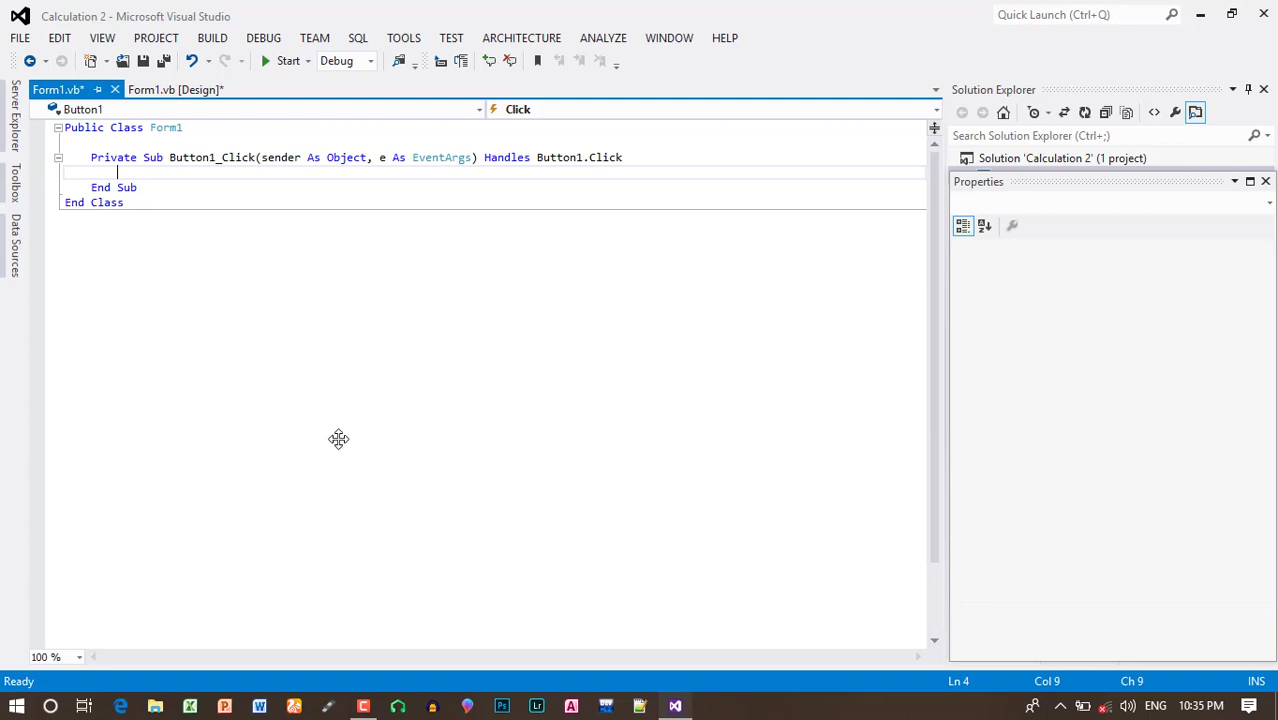 Calculation 2 - Microsoft Visual Studio
Quick Launch (Ctrl+Q)
FILE EDIT VIEW PROJECT BUILD DEBUG TEAM SQL TOOLS TEST ARCHITECTURE ANALYZE WINDOW HELP
Start Debug
Form1.vb* Form1.vb [Design]*
Solution Explorer
Button1 Click
Server Explorer
Toolbox
Data Sources
Public Class Form1
Private Sub Button1_Click(sender As Object, e As EventArgs) Handles Button1.Click
End Sub
End Class
Search Solution Explorer (Ctrl+;)
Solution 'Calculation 2' (1 project)
Properties
100 %
Ready Ln 4 Col 9 Ch 9 INS
ENG 10:35 PM